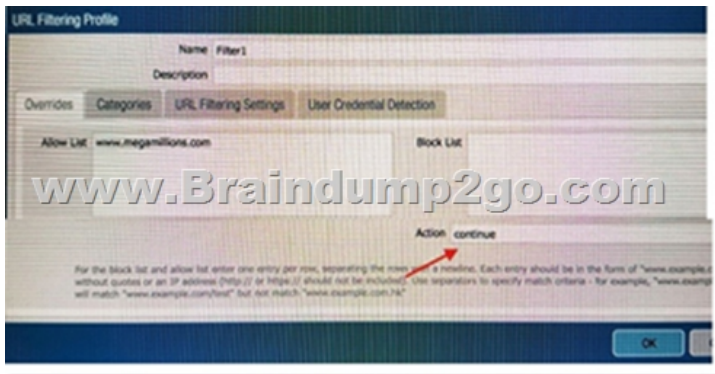 URL Filtering Profile
Name Filter1
Description
Overrides Categories URL Filtering Settings User Credential Detection
Allow List www.megamillions.com Block List
www.Braindump2go.com
Action continue
For the block list and allow list enter one entry per row, separating the rows a newline. Each entry should be in the form of "www.example.c
without quotes or an IP address (http:// or https:// should not be included). Use separators to specify match criteria - for example, "www.examp
will match "www.example.com/test" but not match "www.example.com.hk"
OK